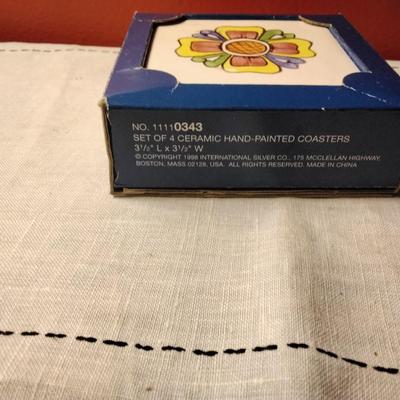 NO. 11110343
SET OF 4 CERAMIC HAND-PAINTED COASTERS
3½" L x 3½" W
© COPYRIGHT 1998 INTERNATIONAL SILVER CO., 175 MCCLELLAN HIGHWAY,
BOSTON, MASS 02128, USA. ALL RIGHTS RESERVED. MADE IN CHINA